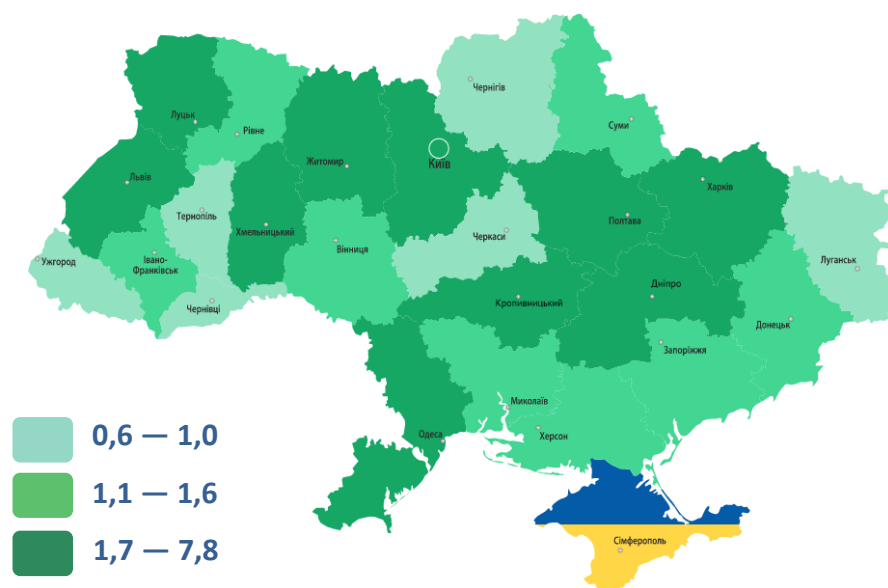 Чернігів
Луцьк
Суми
Рівне
Житомир
Київ
Львів
Харків
Тернопіль
Полтава
Хмельницький
Черкаси
Вінниця
Ужгород
Івано-
Франківськ
Луганськ
Дніпро
Чернівці
Кропивницький
Донецьк
Запоріжжя
Миколаїв
Херсон
Одеса
0,6 — 1,0
1,1 — 1,6
1,7 — 7,8
Сімферополь